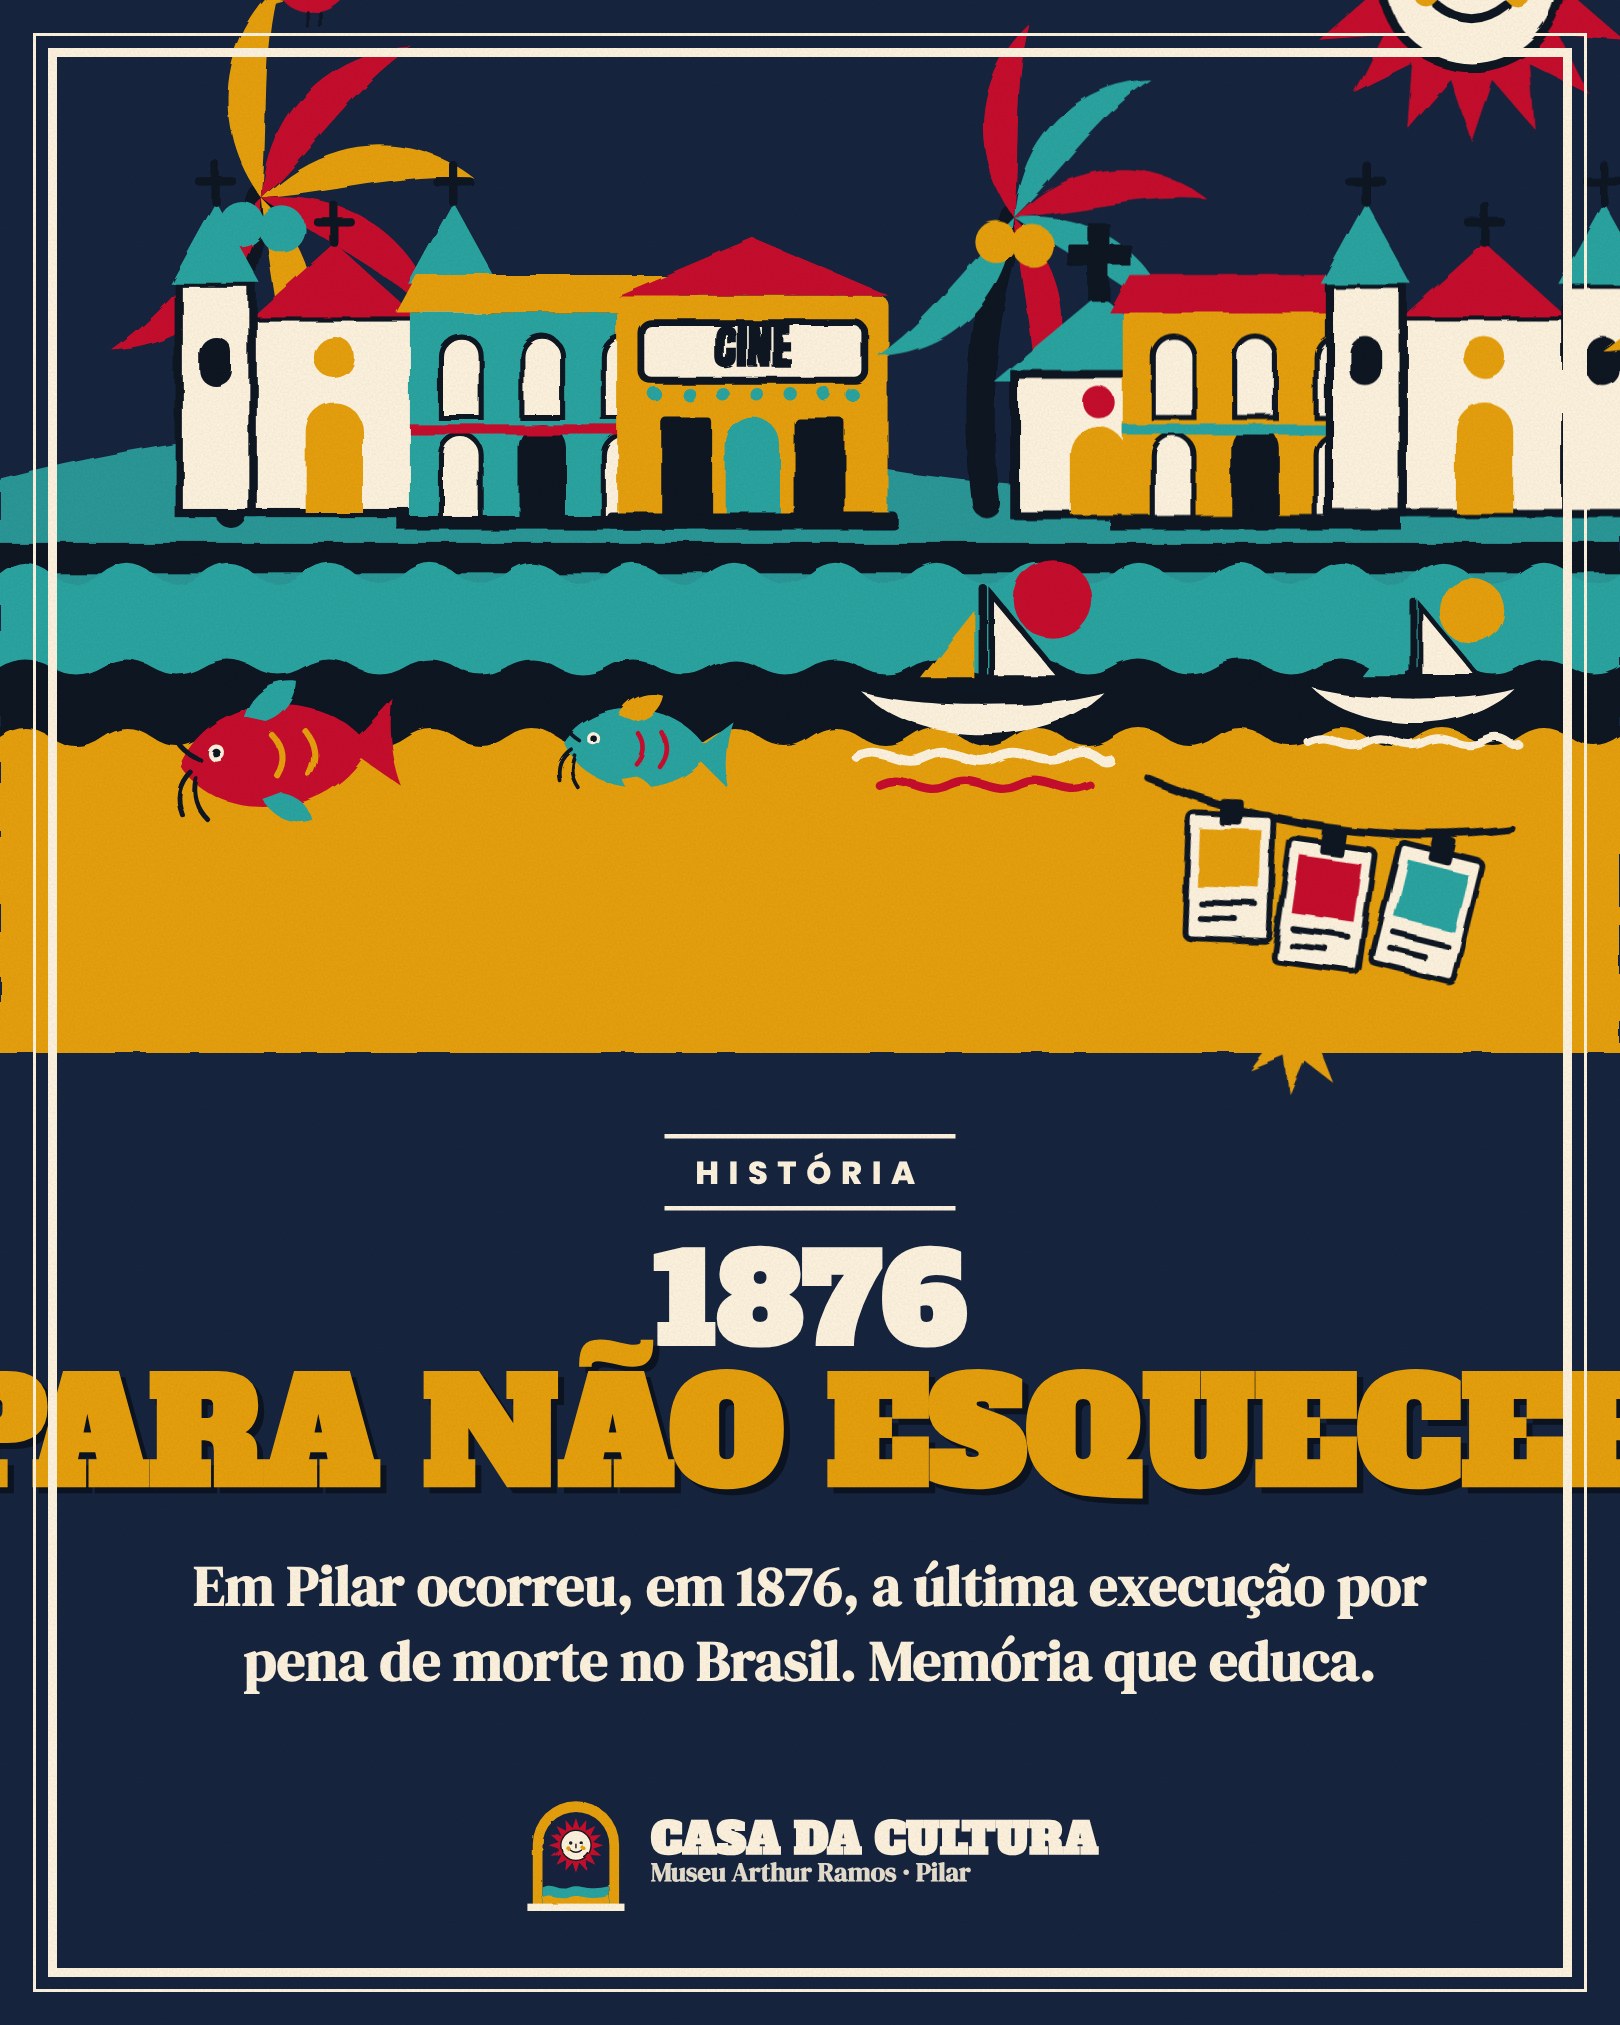 CINE
HISTÓRIA
1876
PARA NÃO ESQUECER
Em Pilar ocorreu, em 1876, a última execução por
pena de morte no Brasil. Memória que educa.
CASA DA CULTURA
Museu Arthur Ramos · Pilar